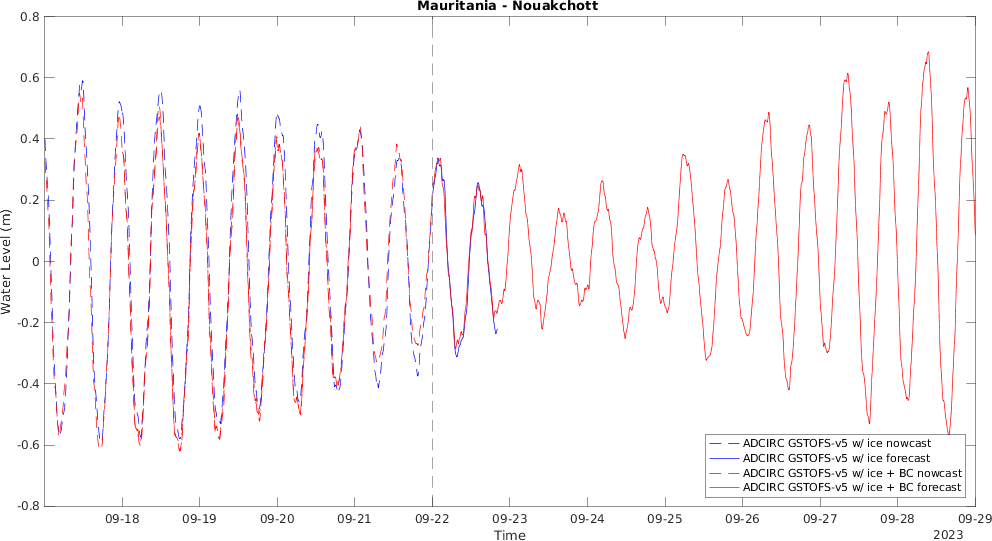 Mauritania - Nouakchott
0.8
0.6
0.4
0.2
0
-0.2
-0.4
-0.6
-0.8
Water Level (m)
ADCIRC GSTOFS-v5 w/ ice nowcast
ADCIRC GSTOFS-v5 w/ ice forecast
ADCIRC GSTOFS-v5 w/ ice + BC nowcast
ADCIRC GSTOFS-v5 w/ ice + BC forecast
09-18 09-19 09-20 09-21 09-22 09-23 09-24 09-25 09-26 09-27 09-28 09-29
Time
2023